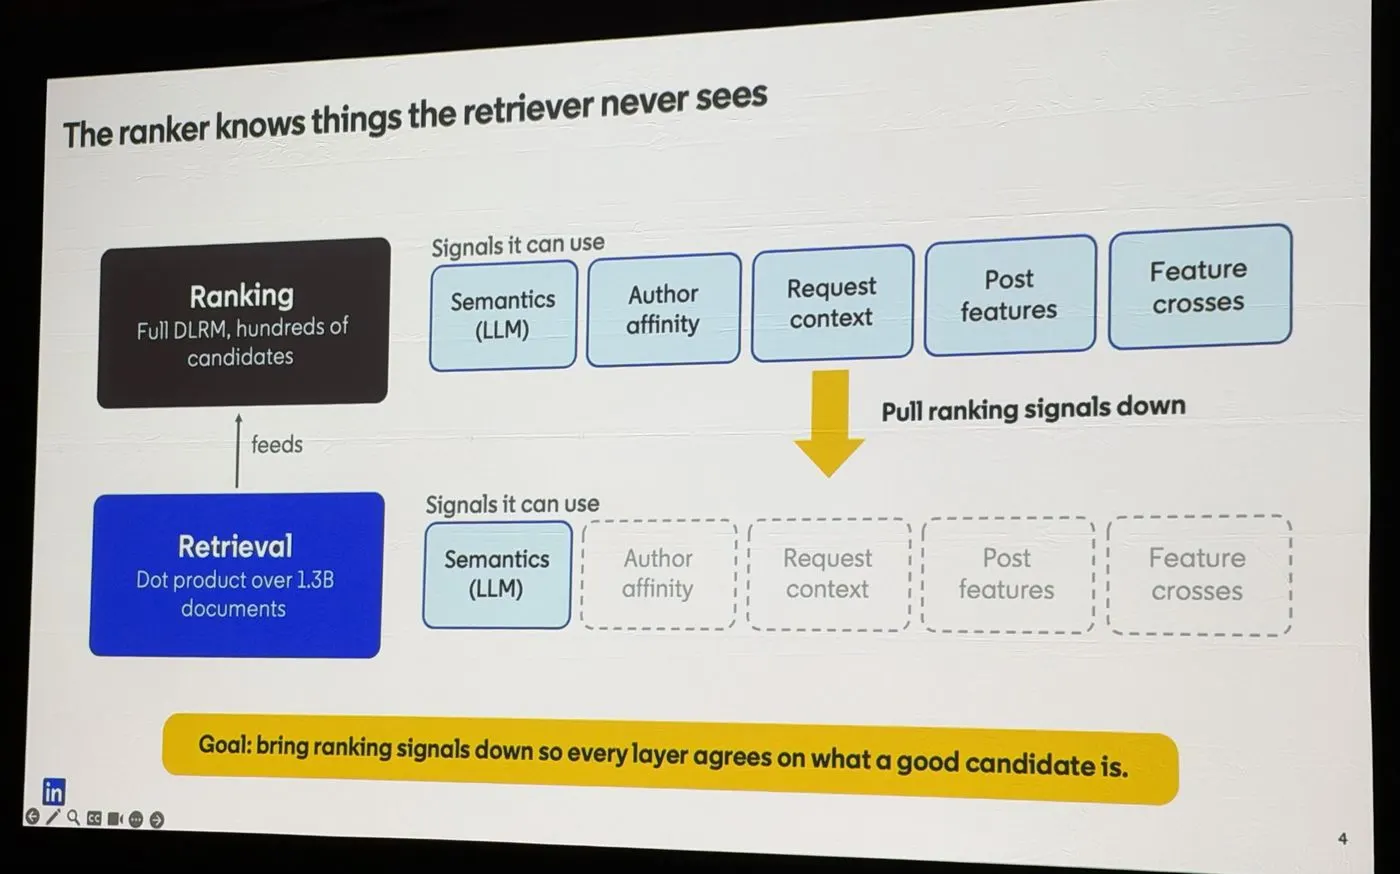 The ranker knows things the retriever never sees
Ranking
Full DLRM, hundreds of
candidates
Signals it can use
Semantics
(LLM)
Author
affinity
Request
context
Post
features
Feature
crosses
feeds
Pull ranking signals down
Retrieval
Dot product over 1.3B
documents
Signals it can use
Semantics
(LLM)
Author
affinity
Request
context
Post
features
Feature
crosses
Goal: bring ranking signals down so every layer agrees on what a good candidate is.
in
CC
4